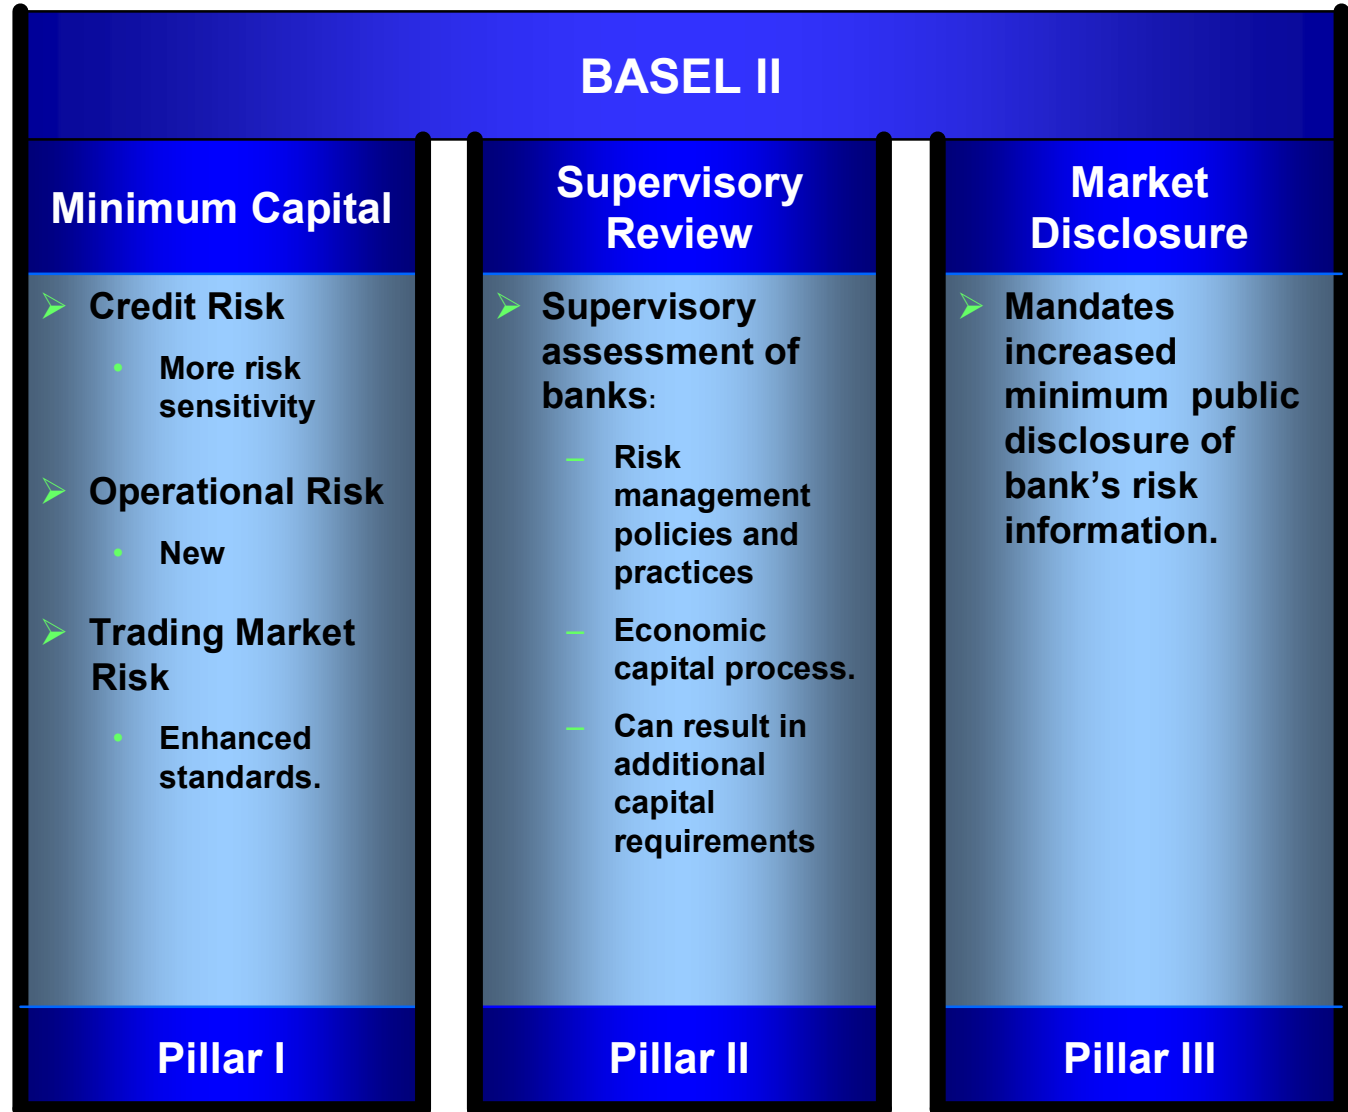 BASEL II
Minimum Capital
➢ Credit Risk
• More risk
sensitivity
➢ Operational Risk
• New
➢ Trading Market
Risk
• Enhanced
standards.
Pillar I
Supervisory
Review
➢ Supervisory
assessment of
banks:
– Risk
management
policies and
practices
– Economic
capital process.
– Can result in
additional
capital
requirements
Pillar II
Market
Disclosure
➢ Mandates
increased
minimum public
disclosure of
bank’s risk
information.
Pillar III